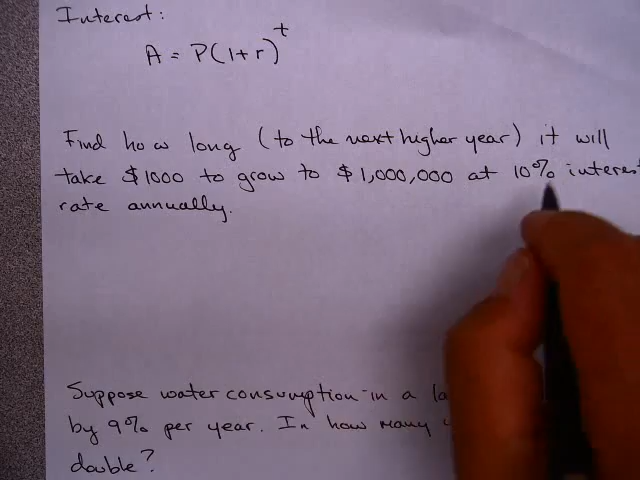 Interest:
A = P(1+r)^t
Find how long (to the next higher year) it will
take $1000 to grow to $1,000,000 at 10% interest
rate annually.
Suppose water consumption in a
by 9% per year. In how many
double?